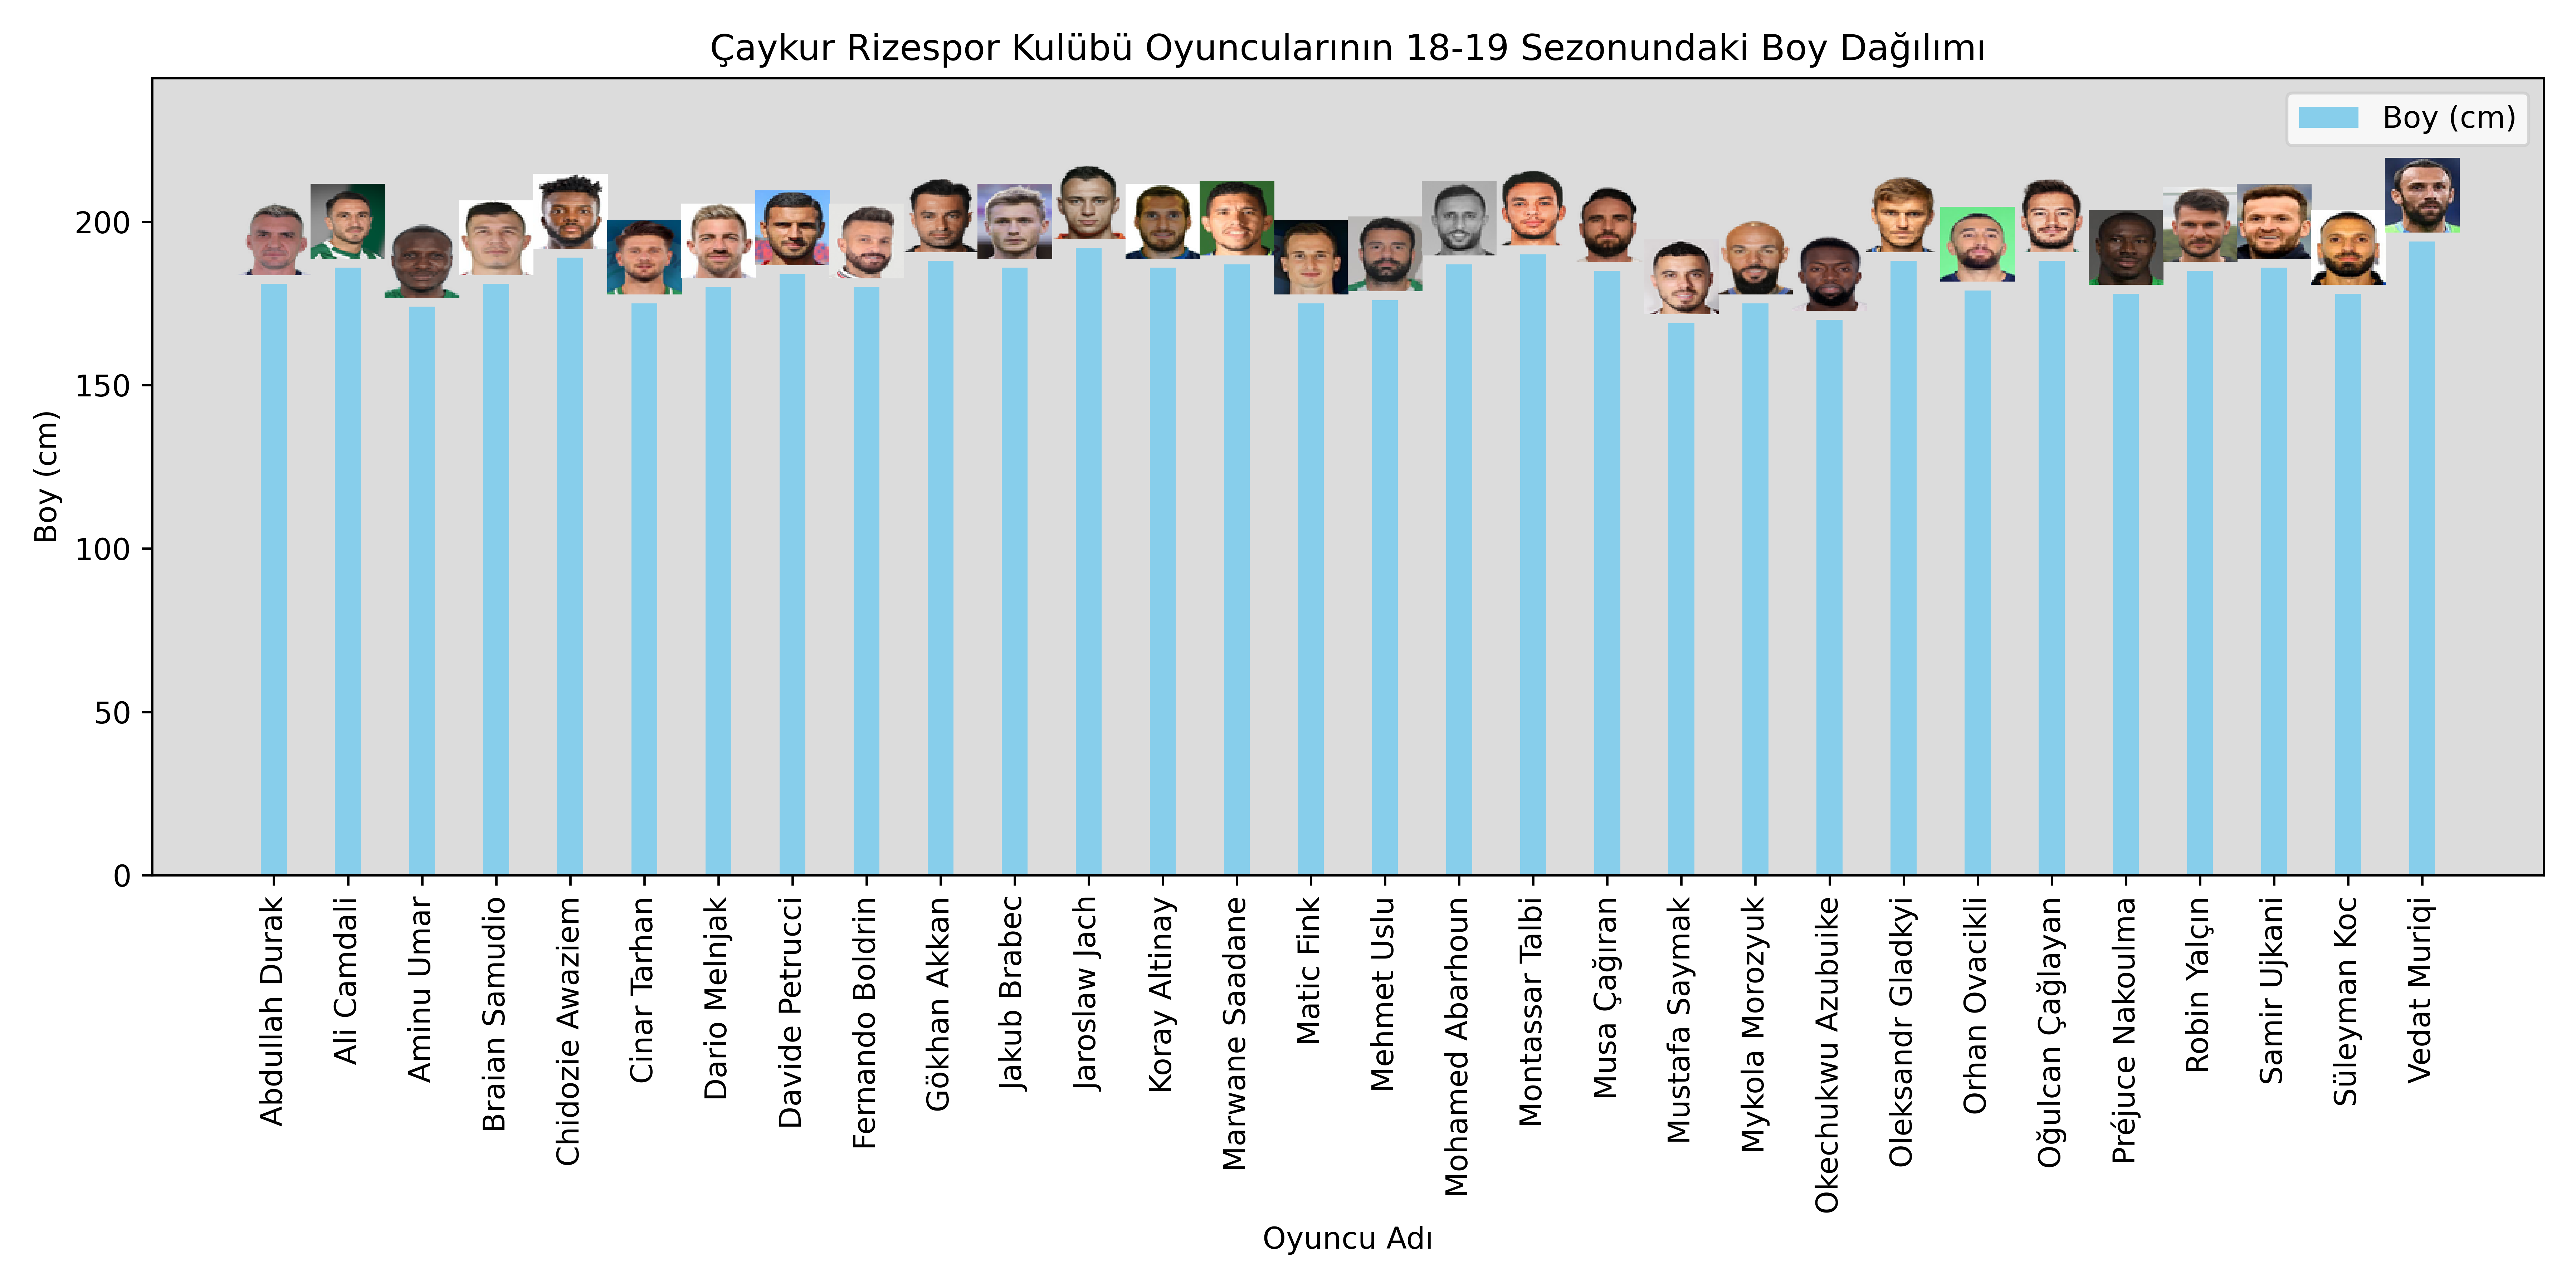 Çaykur Rizespor Kulübü Oyuncularının 18-19 Sezonundaki Boy Dağılımı
Boy (cm)
200
150
100
50
0
Boy (cm)
Abdullah Durak
Ali Camdali
Aminu Umar
Braian Samudio
Chidozie Awaziem
Cinar Tarhan
Dario Melnjak
Davide Petrucci
Fernando Boldrin
Gökhan Akkan
Jakub Brabec
Jaroslaw Jach
Koray Altinay
Marwane Saadane
Matic Fink
Mehmet Uslu
Mohamed Abarhoun
Montassar Talbi
Musa Çağıran
Mustafa Saymak
Mykola Morozyuk
Okechukwu Azubuike
Oleksandr Gladkyi
Orhan Ovacikli
Oğulcan Çağlayan
Préjuce Nakoulma
Robin Yalçın
Samir Ujkani
Süleyman Koc
Vedat Muriqi
Oyuncu Adı